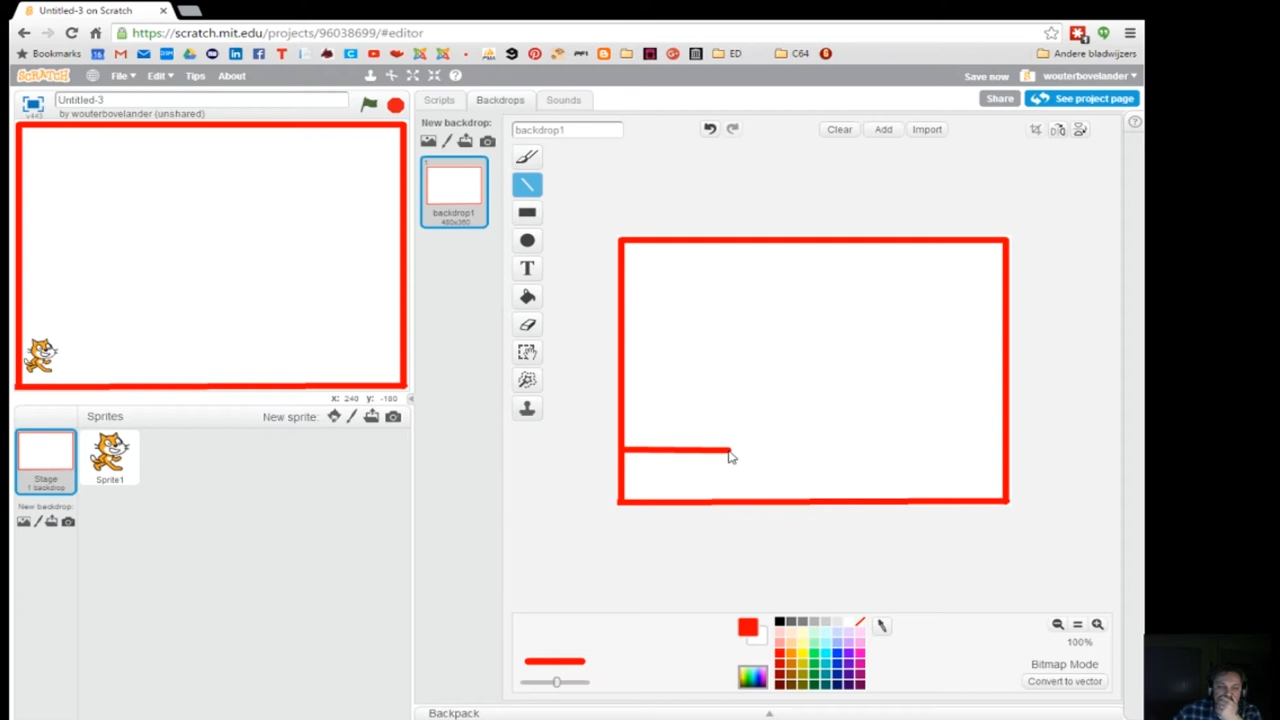 Untitled-3 on Scratch
https://scratch.mit.edu/projects/96038699/#editor
Bookmarks
ED
C64
Andere bladwijzers
SCRATCH
File
Edit
Tips
About
Save now
wouterbovelander
Untitled-3
by wouterbovelander (unshared)
v443
Scripts
Backdrops
Sounds
Share
See project page
New backdrop:
backdrop1
Clear
Add
Import
1
backdrop1
480x360
T
x: 240 y: -180
Sprites
New sprite:
Stage
1 backdrop
Sprite1
New backdrop:
100%
Bitmap Mode
Convert to vector
Backpack